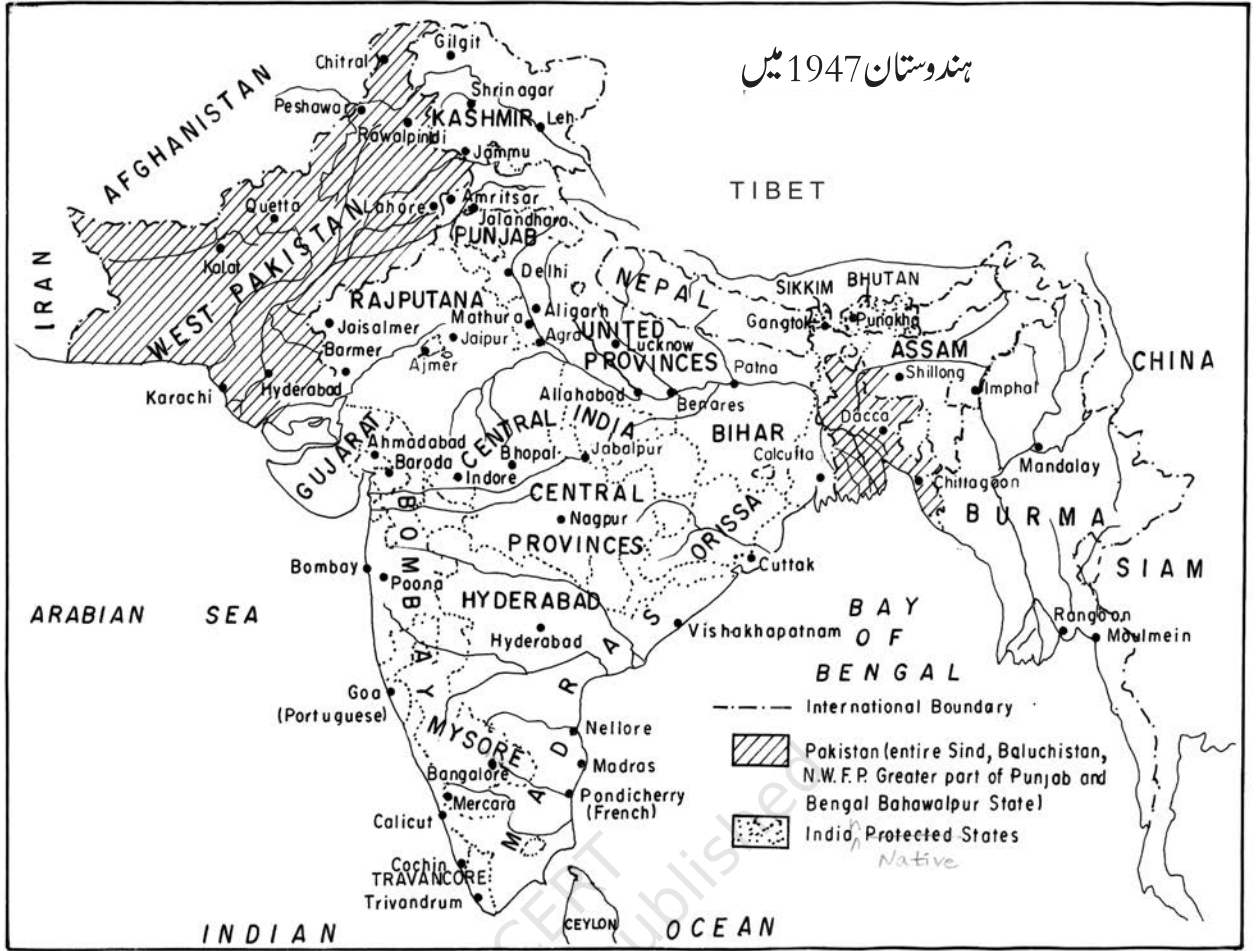 ہندوستان 1947 میں
Gilgit
Chitral
Shrinagar
AFGHANISTAN
Peshawar
KASHMIR
Leh
Rawalpindi
Jammu
TIBET
Quetta
Lahore
Amritsar
Jalandhara
PUNJAB
Kalat
WEST PAKISTAN
IRAN
Delhi
NEPAL
SIKKIM
BHUTAN
RAJPUTANA
Mathura
Aligarh
Gangtok
Punakha
Jaisalmer
Jaipur
Agra
UNITED
Lucknow
PROVINCES
ASSAM
Barmer
Ajmer
Patna
Shillong
CHINA
Karachi
Hyderabad
Allahabad
Benares
Imphal
Dacca
GUJARAT
Ahmadabad
Baroda
CENTRAL INDIA
Bhopal
Jabalpur
BIHAR
Calcutta
Mandalay
Indore
CENTRAL
Chittagaon
Nagpur
PROVINCES
ORISSA
BURMA
BOMBAY
Bombay
Poona
Cuttak
SIAM
HYDERABAD
Hyderabad
ARABIAN SEA
Vishakhapatnam
BAY
OF
BENGAL
Rangoon
Moulmein
MADRAS
Goa
(Portuguese)
International Boundary
MYSORE
Nellore
Bangalore
Madras
Pakistan (entire Sind, Baluchistan,
N.W.F.P. Greater part of Punjab and
Bengal Bahawalpur State)
Mercara
Pondicherry
(French)
Calicut
Indian Protected States
Native
Cochin
TRAVANCORE
Trivandrum
CEYLON
INDIAN OCEAN